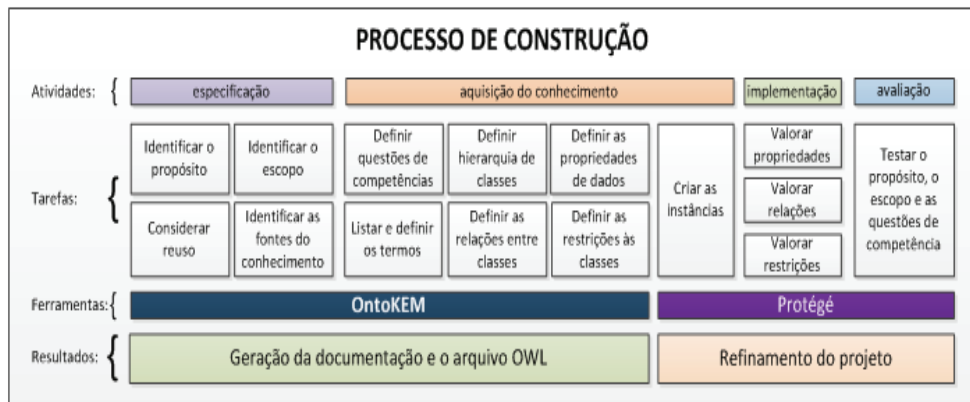 PROCESSO DE CONSTRUÇÃO
Atividades:
especificação
aquisição do conhecimento
implementação
avaliação
Tarefas:
Identificar o
propósito
Identificar o
escopo
Definir
questões de
competências
Definir
hierarquia de
classes
Definir as
propriedades
de dados
Criar as
instâncias
Valorar
propriedades
Valorar
relações
Valorar
restrições
Testar o
propósito, o
escopo e as
questões de
competência
Considerar
reuso
Identificar as
fontes do
conhecimento
Listar e definir
os termos
Definir as
relações entre
classes
Definir as
restrições às
classes
Ferramentas:
OntoKEM
Protégé
Resultados:
Geração da documentação e o arquivo OWL
Refinamento do projeto